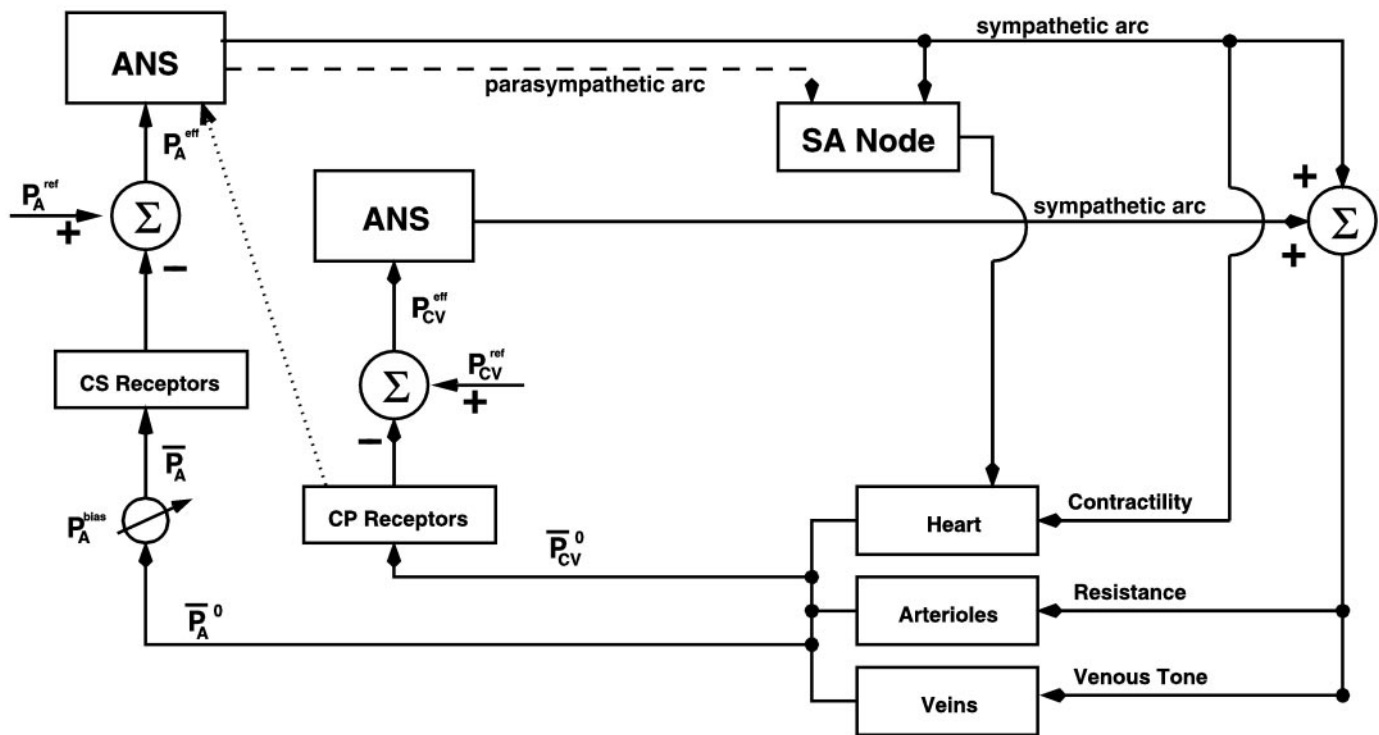 ANS
sympathetic arc
parasympathetic arc
SA Node
P_A^eff
P_A^ref
+
Σ
−
ANS
sympathetic arc
+
+
Σ
P_CV^eff
CS Receptors
Σ
P_CV^ref
+
−
P̅_A
P_A^bias
CP Receptors
Heart
Contractility
P̅_CV^0
Arterioles
Resistance
P̅_A^0
Veins
Venous Tone